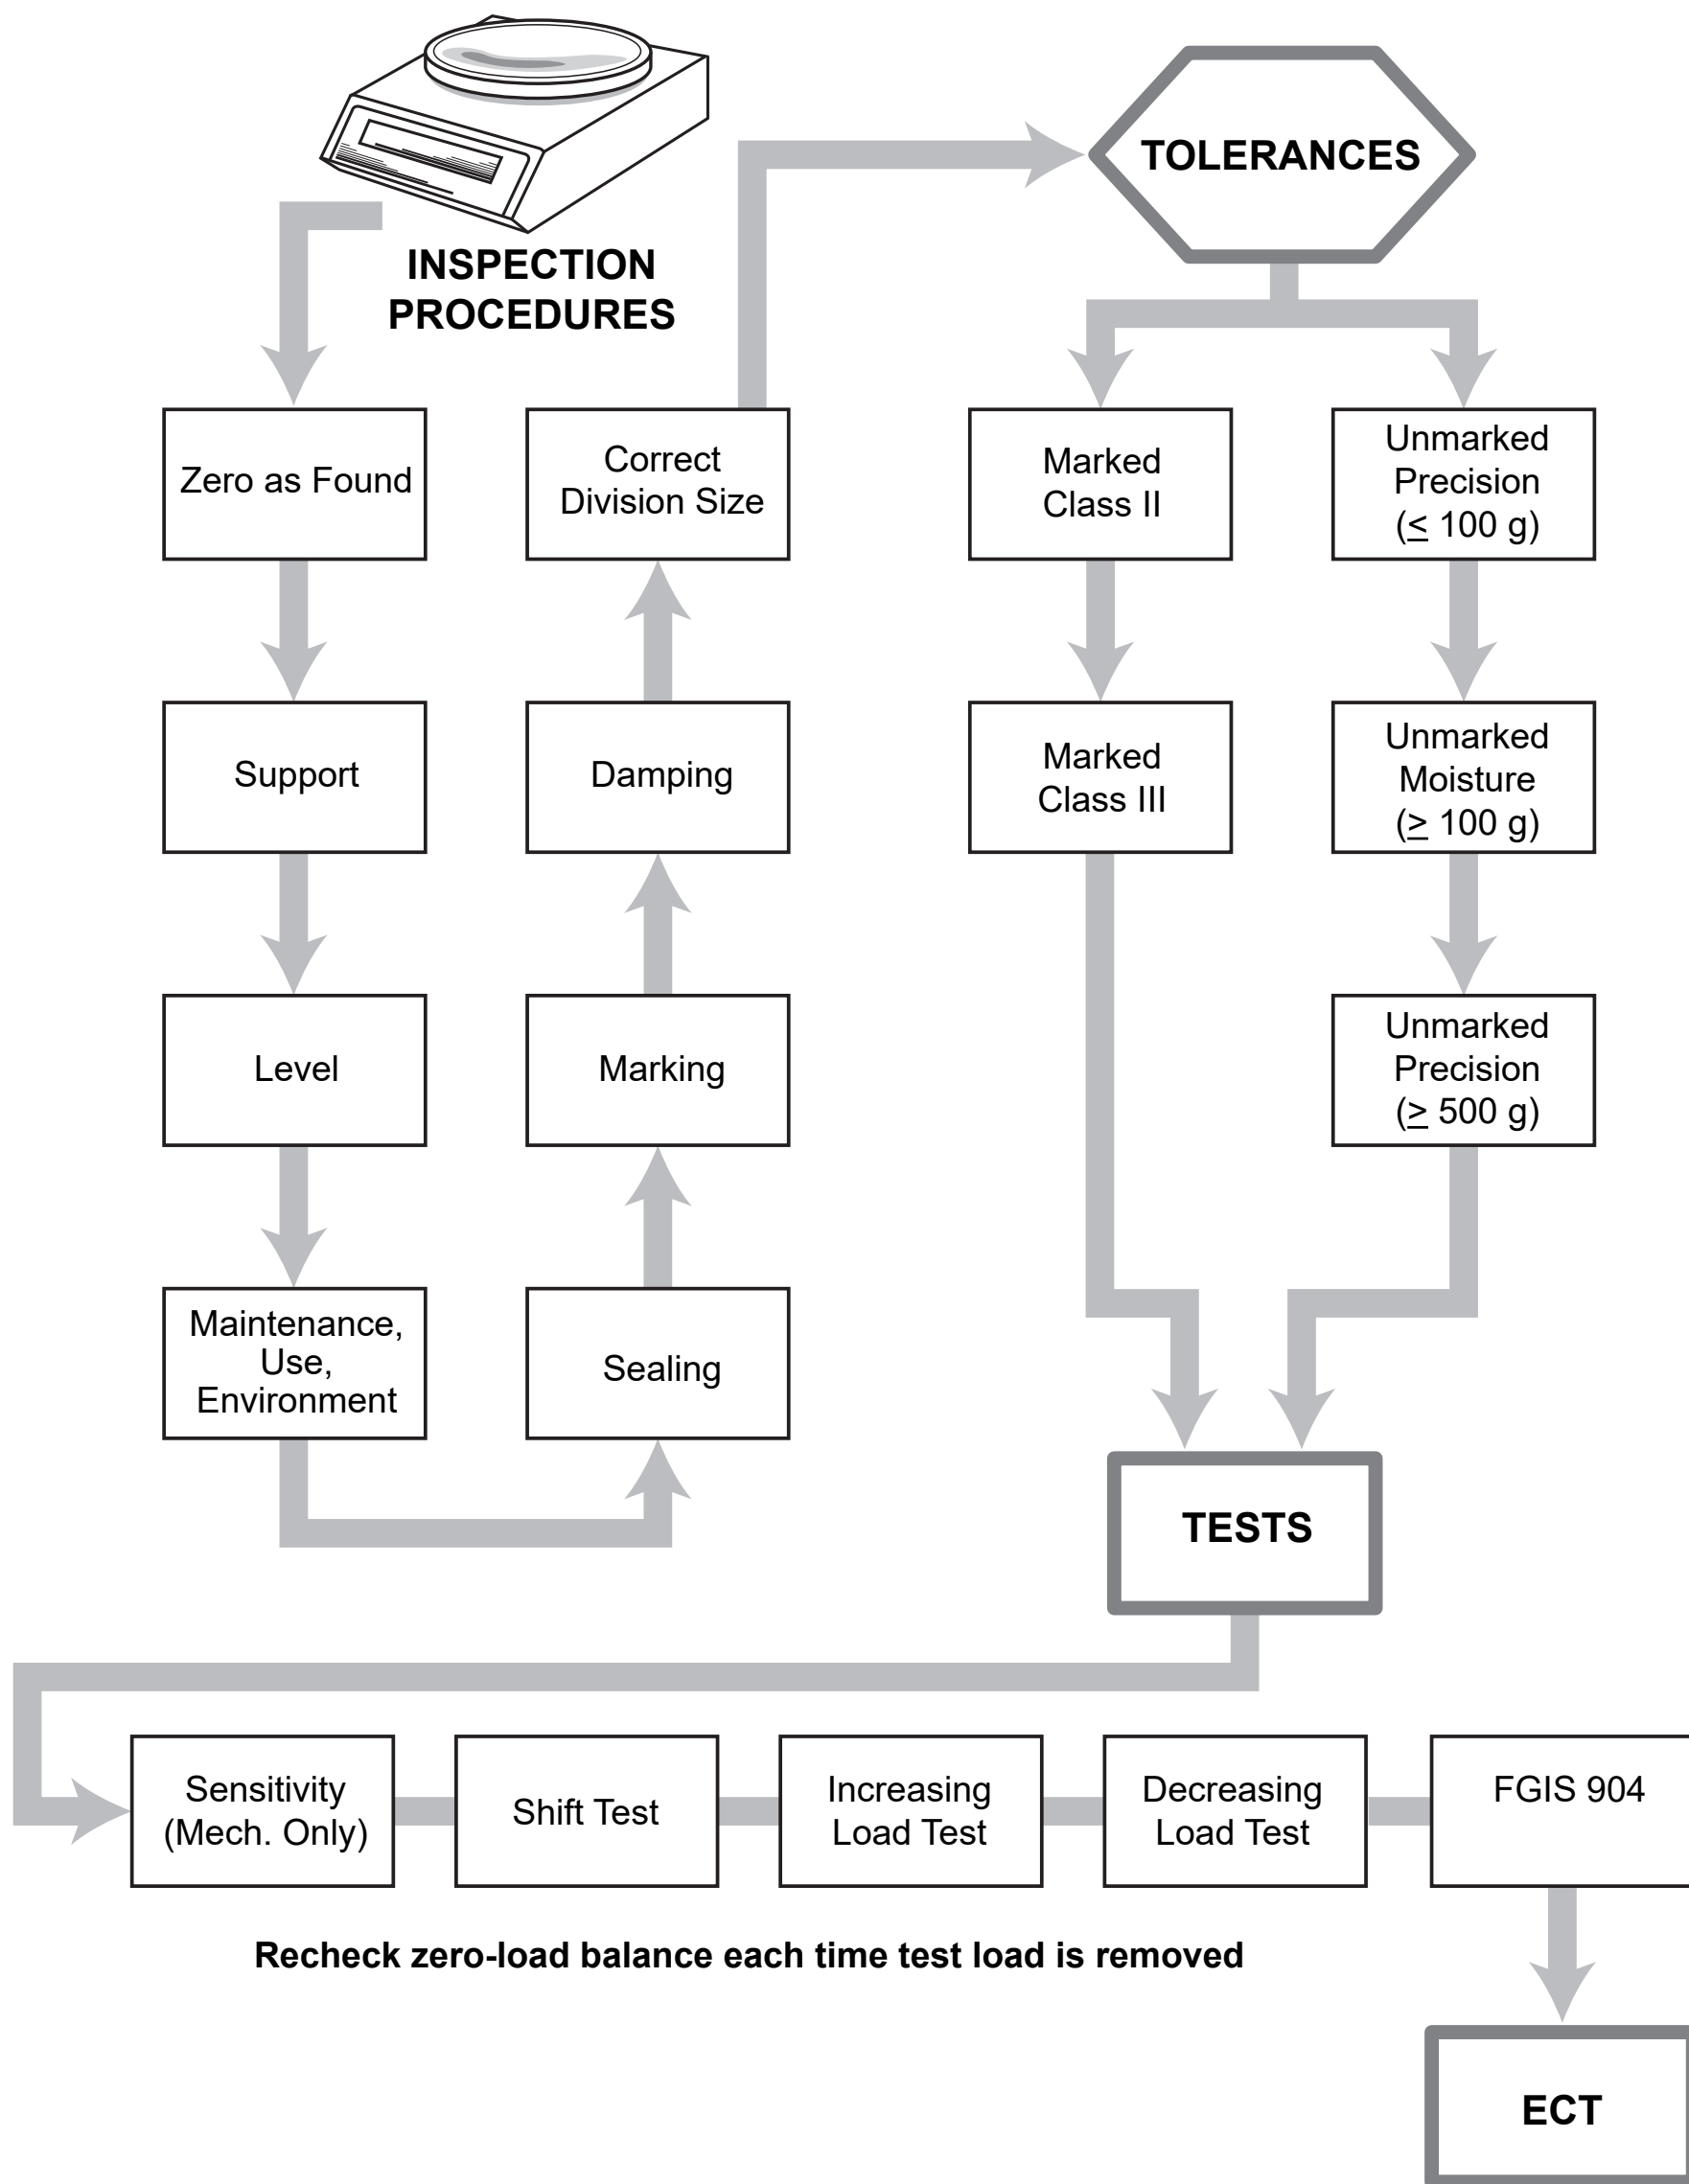 INSPECTION
PROCEDURES
TOLERANCES
Zero as Found
Support
Level
Maintenance,
Use,
Environment
Sealing
Marking
Damping
Correct
Division Size
Marked
Class II
Marked
Class III
Unmarked
Precision
(≤ 100 g)
Unmarked
Moisture
(≥ 100 g)
Unmarked
Precision
(≥ 500 g)
TESTS
Sensitivity
(Mech. Only)
Shift Test
Increasing
Load Test
Decreasing
Load Test
FGIS 904
Recheck zero-load balance each time test load is removed
ECT